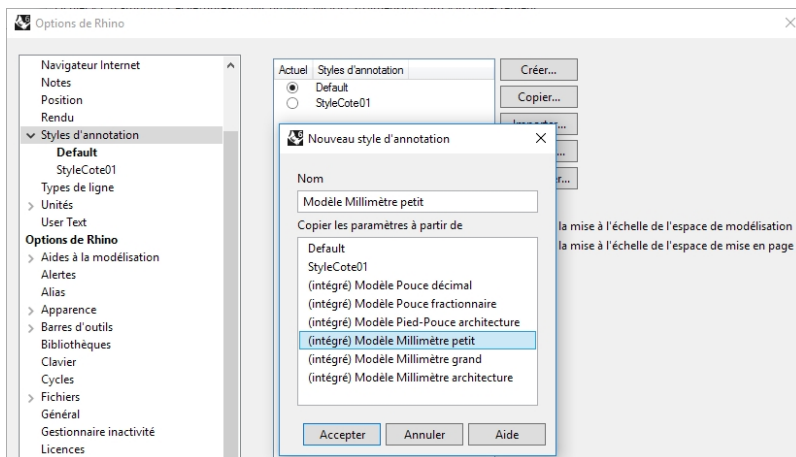 Options de Rhino
Navigateur Internet
Notes
Position
Rendu
Styles d'annotation
Default
StyleCote01
Types de ligne
Unités
User Text
Options de Rhino
Aides à la modélisation
Alertes
Alias
Apparence
Barres d'outils
Bibliothèques
Clavier
Cycles
Fichiers
Général
Gestionnaire inactivité
Licences
Actuel Styles d'annotation
Default
StyleCote01
Créer...
Copier...
la mise à l'échelle de l'espace de modélisation
la mise à l'échelle de l'espace de mise en page
Nouveau style d'annotation
Nom
Modèle Millimètre petit
Copier les paramètres à partir de
Default
StyleCote01
(intégré) Modèle Pouce décimal
(intégré) Modèle Pouce fractionnaire
(intégré) Modèle Pied-Pouce architecture
(intégré) Modèle Millimètre petit
(intégré) Modèle Millimètre grand
(intégré) Modèle Millimètre architecture
Accepter Annuler Aide